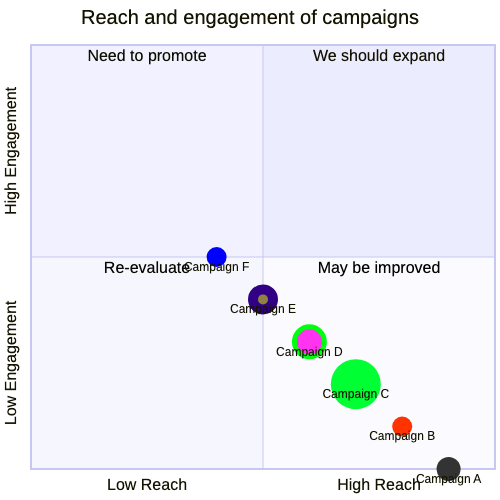 Reach and engagement of campaigns
Need to promote
We should expand
High Engagement
Re-evaluate
Campaign F
May be improved
Campaign E
Campaign D
Low Engagement
Campaign C
Campaign B
Campaign A
Low Reach
High Reach